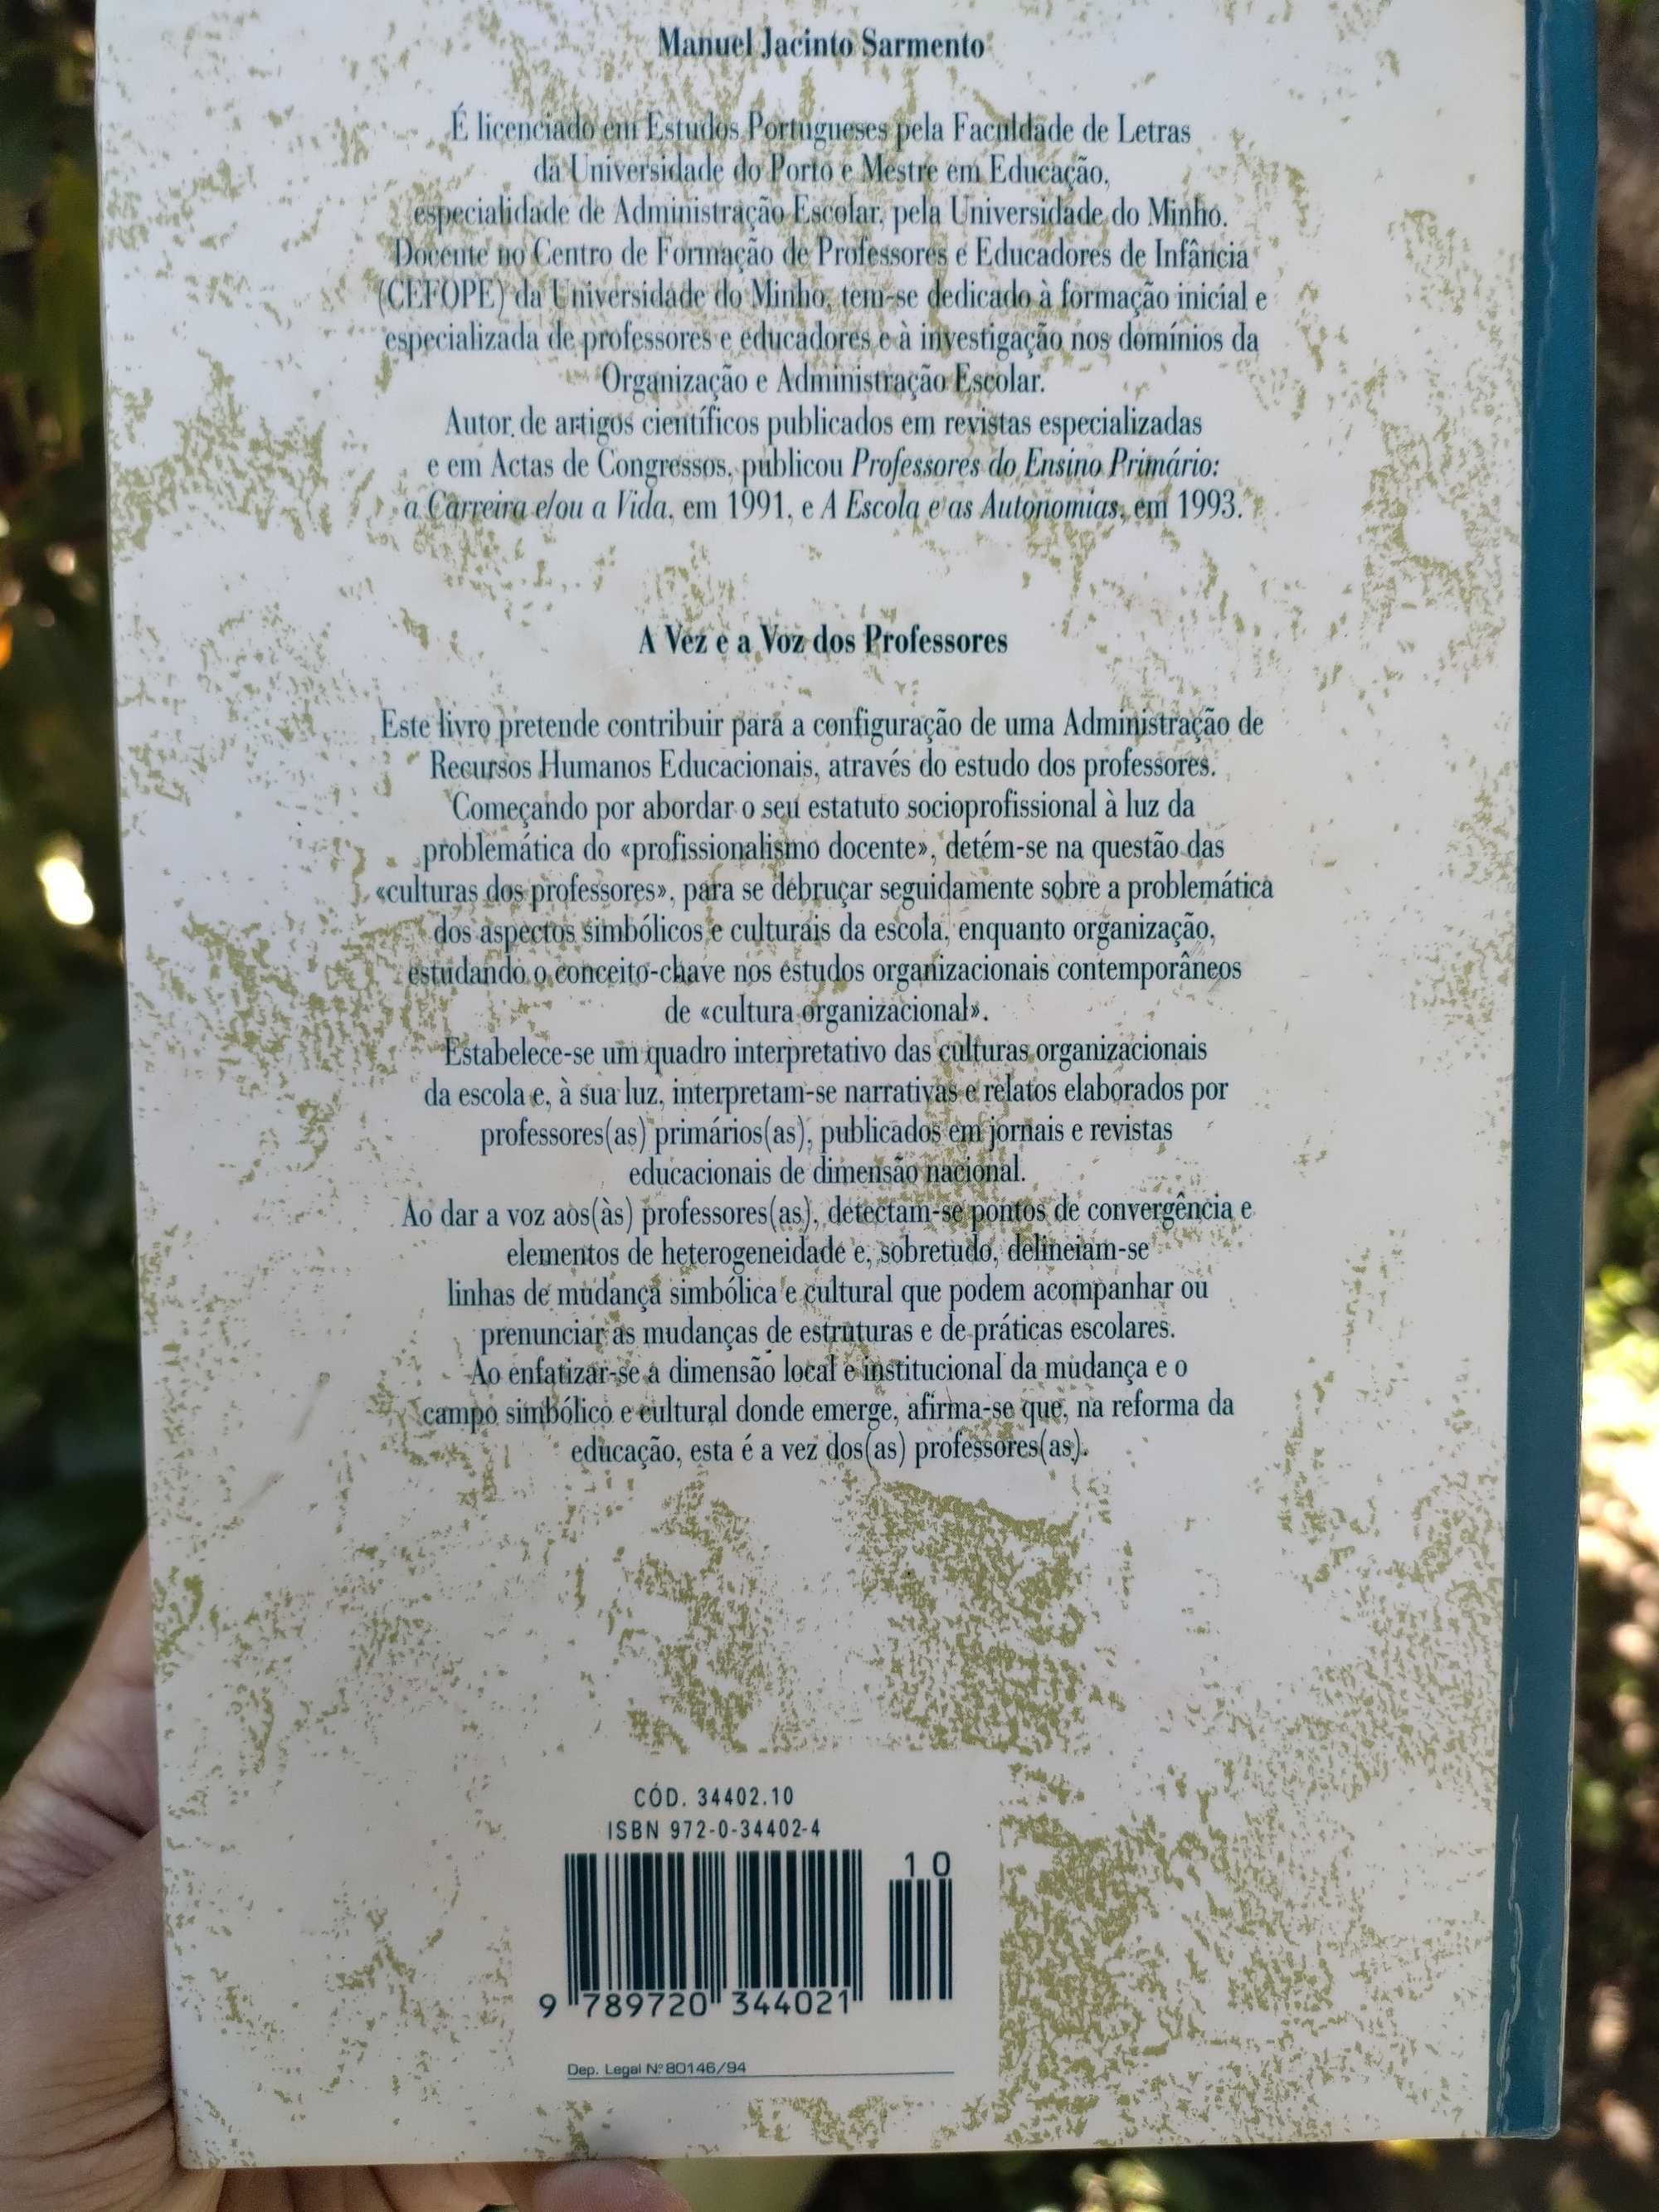 Manuel Jacinto Sarmento
É licenciado em Estudos Portugueses pela Faculdade de Letras
da Universidade do Porto e Mestre em Educação,
especialidade de Administração Escolar, pela Universidade do Minho.
Docente no Centro de Formação de Professores e Educadores de Infância
(CEFOPE) da Universidade do Minho, tem-se dedicado à formação inicial e
especializada de professores e educadores e à investigação nos domínios da
Organização e Administração Escolar.
Autor de artigos científicos publicados em revistas especializadas
e em Actas de Congressos, publicou Professores do Ensino Primário:
a Carreira e/ou a Vida, em 1991, e A Escola e as Autonomias, em 1993.
A Vez e a Voz dos Professores
Este livro pretende contribuir para a configuração de uma Administração de
Recursos Humanos Educacionais, através do estudo dos professores.
Começando por abordar o seu estatuto socioprofissional à luz da
problemática do «profissionalismo docente», detém-se na questão das
«culturas dos professores», para se debruçar seguidamente sobre a problemática
dos aspectos simbólicos e culturais da escola, enquanto organização,
estudando o conceito-chave nos estudos organizacionais contemporâneos
de «cultura organizacional».
Estabelece-se um quadro interpretativo das culturas organizacionais
da escola e, à sua luz, interpretam-se narrativas e relatos elaborados por
professores(as) primários(as), publicados em jornais e revistas
educacionais de dimensão nacional.
Ao dar a voz aos(às) professores(as), detectam-se pontos de convergência e
elementos de heterogeneidade e, sobretudo, delineiam-se
linhas de mudança simbólica e cultural que podem acompanhar ou
prenunciar as mudanças de estruturas e de práticas escolares.
Ao enfatizar-se a dimensão local e institucional da mudança e o
campo simbólico e cultural donde emerge, afirma-se que, na reforma da
educação, esta é a vez dos(as) professores(as).
CÓD. 34402.10
ISBN 972-0-34402-4
10
9 789720 344021
Dep. Legal Nº 80146/94